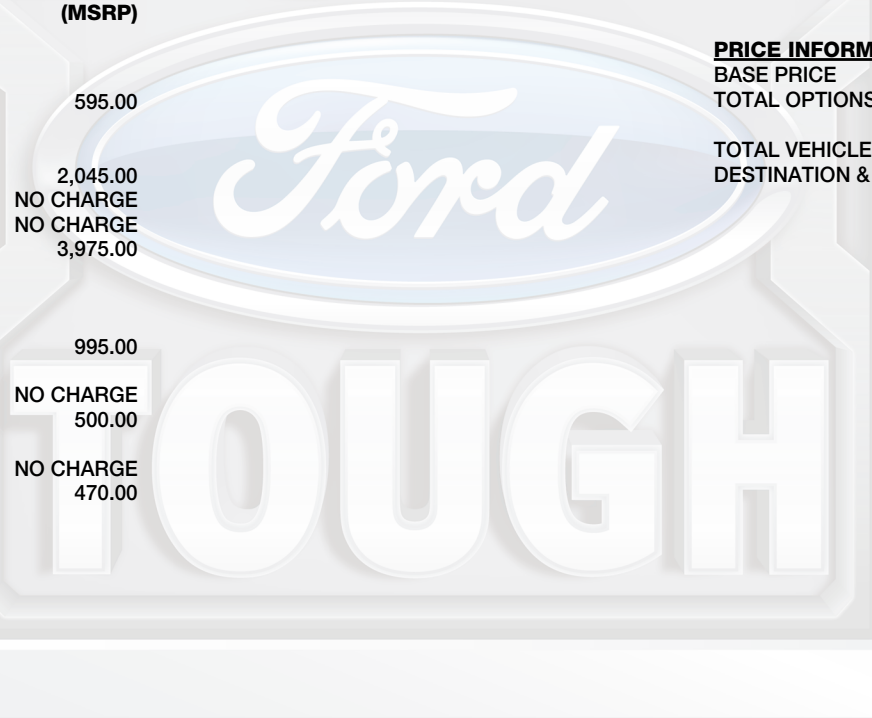 (MSRP)
595.00
2,045.00
NO CHARGE
NO CHARGE
3,975.00
995.00
NO CHARGE
500.00
NO CHARGE
470.00
PRICE INFORM
BASE PRICE
TOTAL OPTIONS
TOTAL VEHICLE
DESTINATION &
Ford
TOUGH